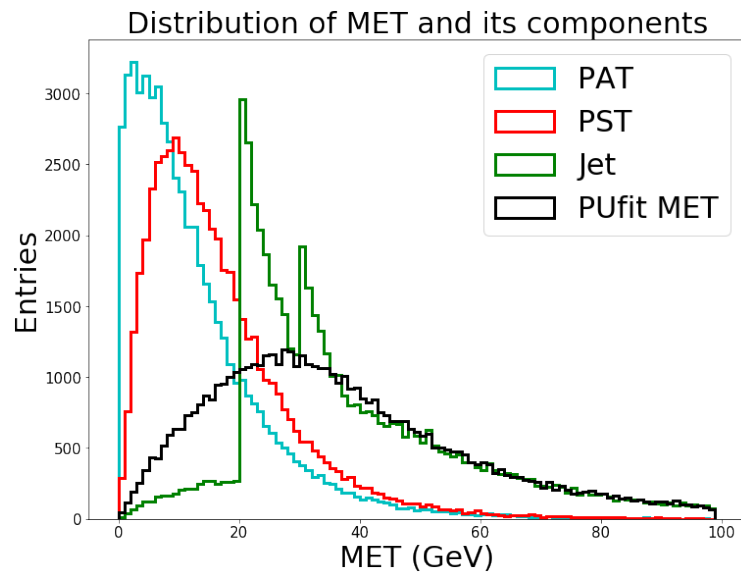 Distribution of MET and its components
PAT
PST
Jet
PUfit MET
Entries
3000
2500
2000
1500
1000
500
0
0 20 40 60 80 100
MET (GeV)